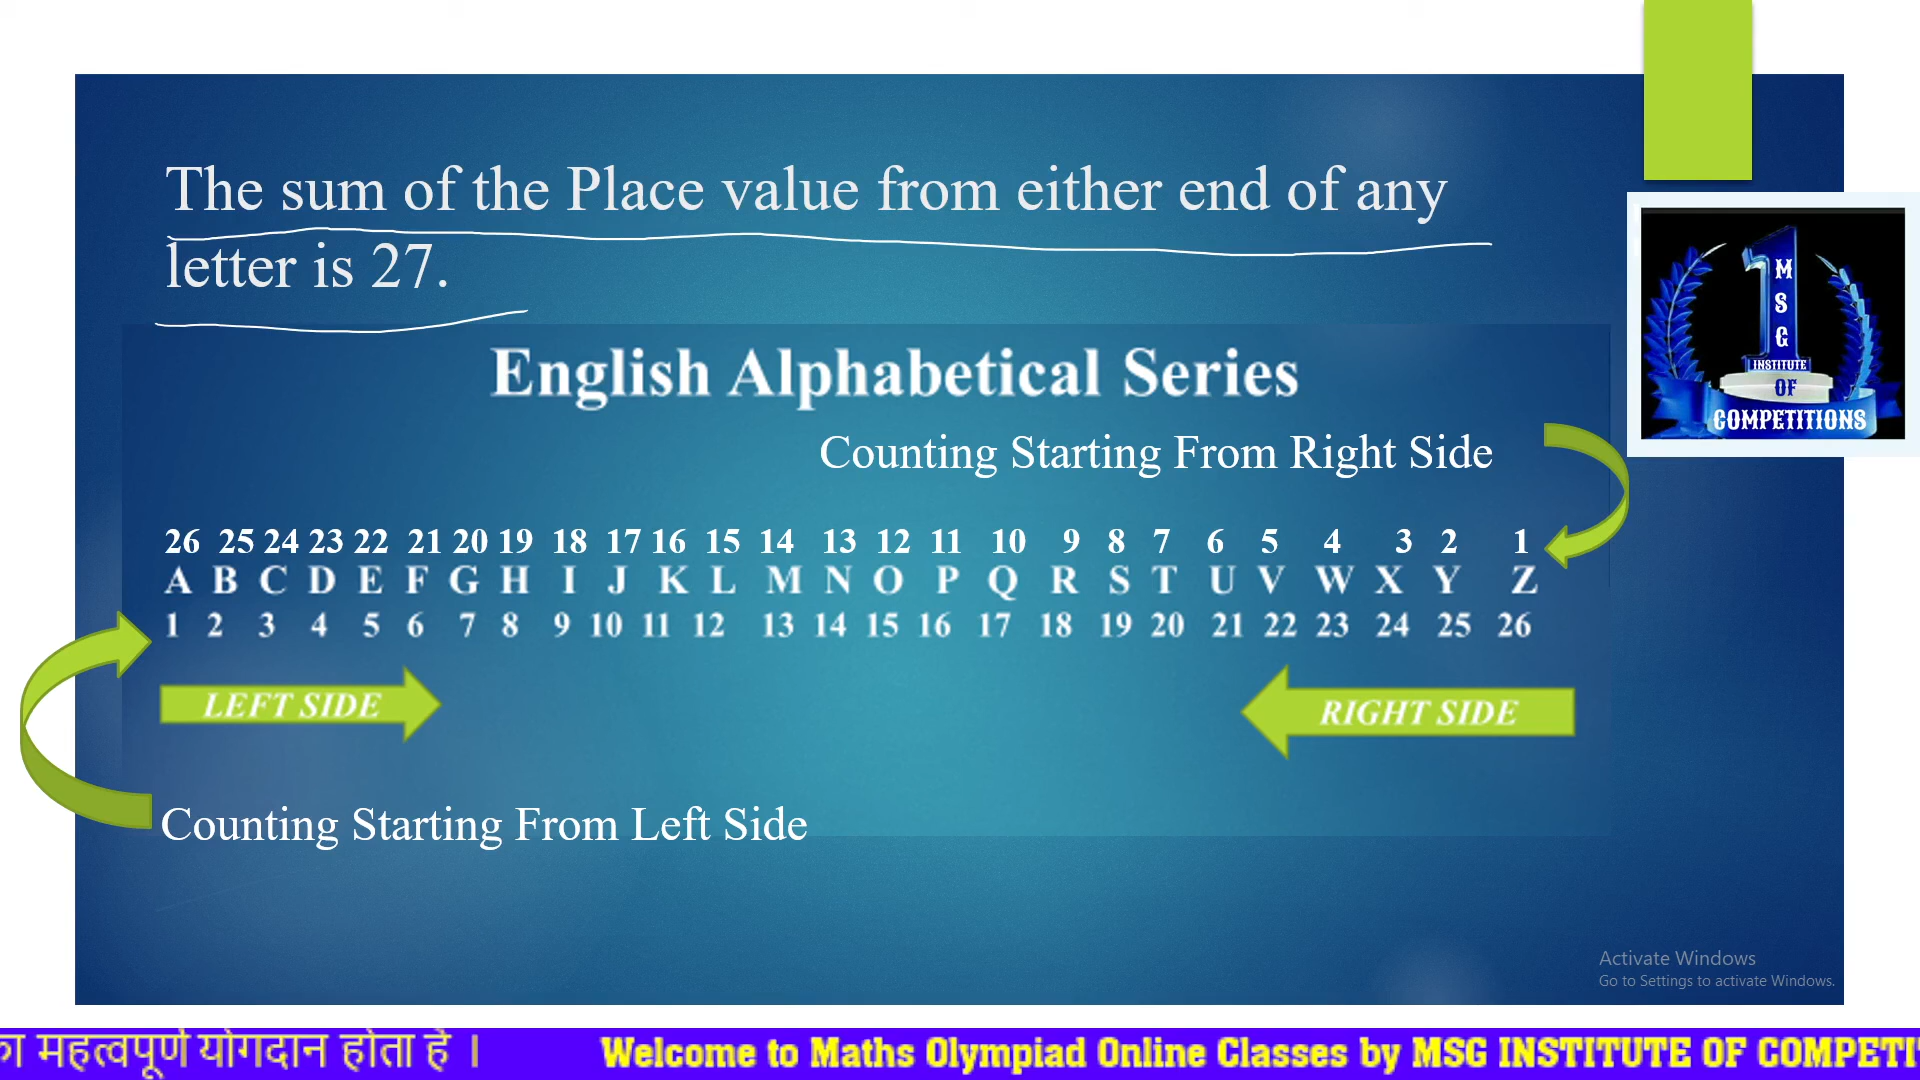 The sum of the Place value from either end of any
letter is 27.
M
S
G
INSTITUTE
OF
COMPETITIONS
English Alphabetical Series
Counting Starting From Right Side
26 25 24 23 22 21 20 19 18 17 16 15 14 13 12 11 10 9 8 7 6 5 4 3 2 1
A B C D E F G H I J K L M N O P Q R S T U V W X Y Z
1 2 3 4 5 6 7 8 9 10 11 12 13 14 15 16 17 18 19 20 21 22 23 24 25 26
LEFT SIDE
RIGHT SIDE
Counting Starting From Left Side
Activate Windows
Go to Settings to activate Windows.
महत्वपूर्ण योगदान होता है । Welcome to Maths Olympiad Online Classes by MSG INSTITUTE OF COMPETI